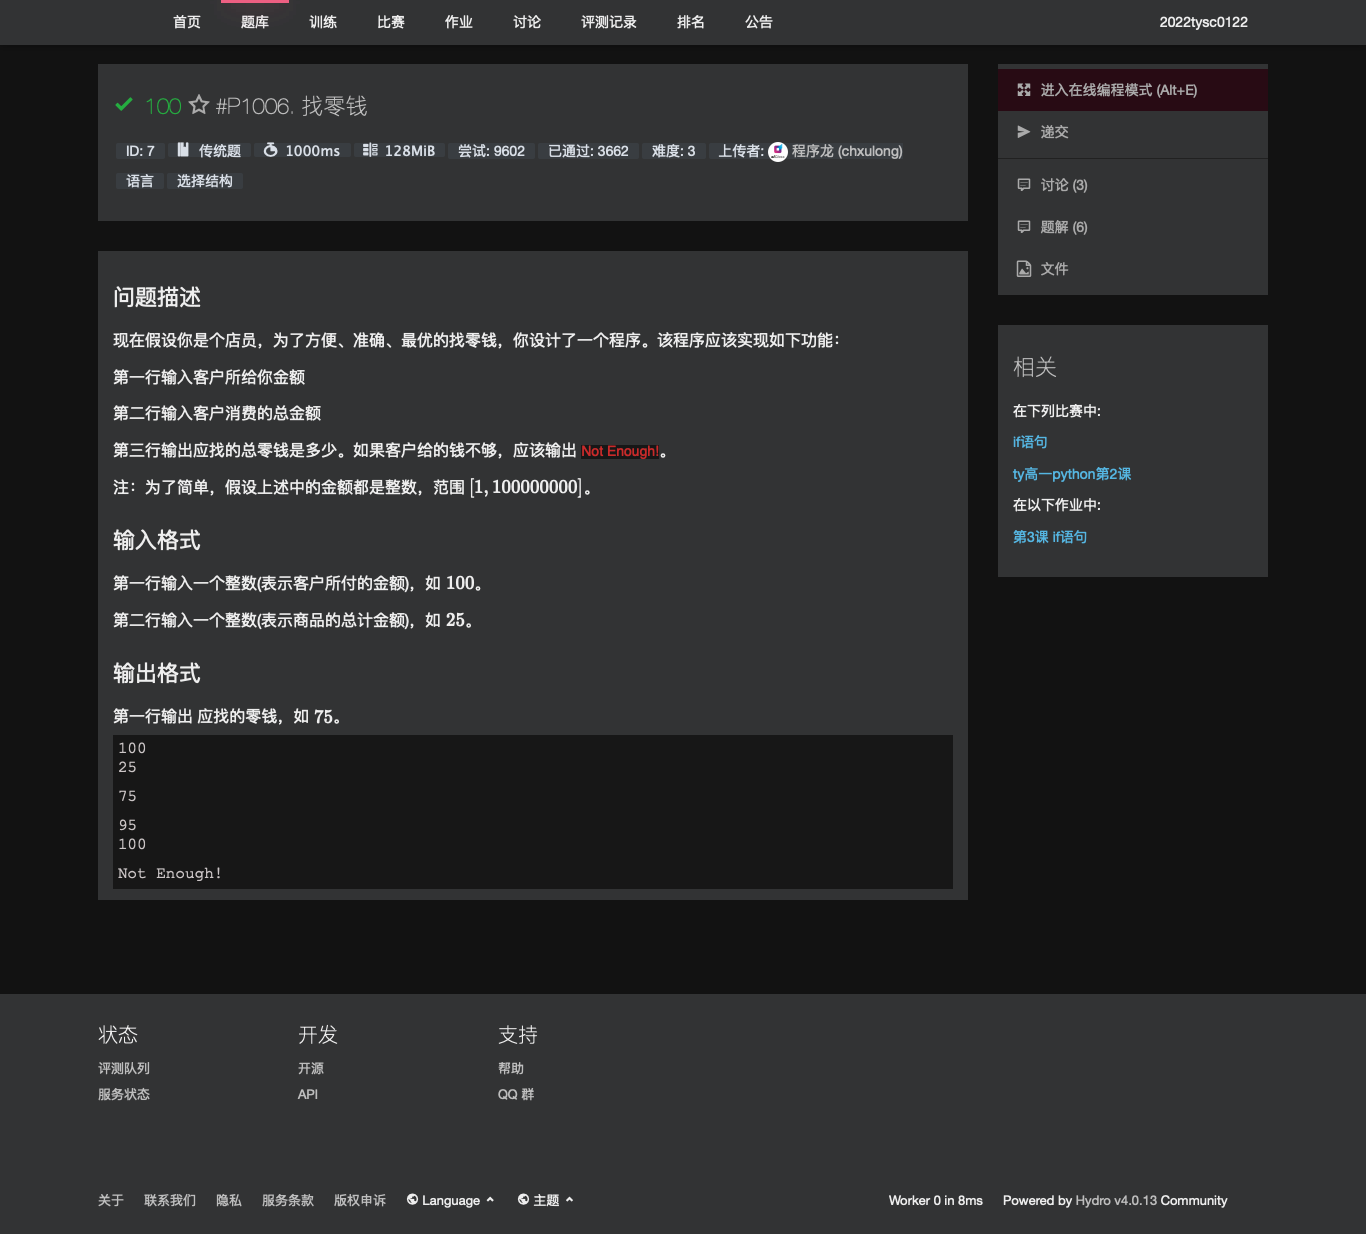 首页 题库 训练 比赛 作业 讨论 评测记录 排名 公告 2022tysc0122
100 #P1006. 找零钱
ID: 7 传统题 1000ms 128MiB 尝试: 9602 已通过: 3662 难度: 3 上传者: 程序龙 (chxulong)
语言 选择结构
问题描述
现在假设你是个店员，为了方便、准确、最优的找零钱，你设计了一个程序。该程序应该实现如下功能：
第一行输入客户所给你金额
第二行输入客户消费的总金额
第三行输出应找的总零钱是多少。如果客户给的钱不够，应该输出 Not Enough!。
注：为了简单，假设上述中的金额都是整数，范围 [1, 100000000]。
输入格式
第一行输入一个整数(表示客户所付的金额)，如 100。
第二行输入一个整数(表示商品的总计金额)，如 25。
输出格式
第一行输出 应找的零钱，如 75。
100
25
75
95
100
Not Enough!
进入在线编程模式 (Alt+E)
递交
讨论 (3)
题解 (6)
文件
相关
在下列比赛中:
if语句
ty高一python第2课
在以下作业中:
第3课 if语句
状态 开发 支持
评测队列 开源 帮助
服务状态 API QQ 群
关于 联系我们 隐私 服务条款 版权申诉 Language 主题 Worker 0 in 8ms Powered by Hydro v4.0.13 Community